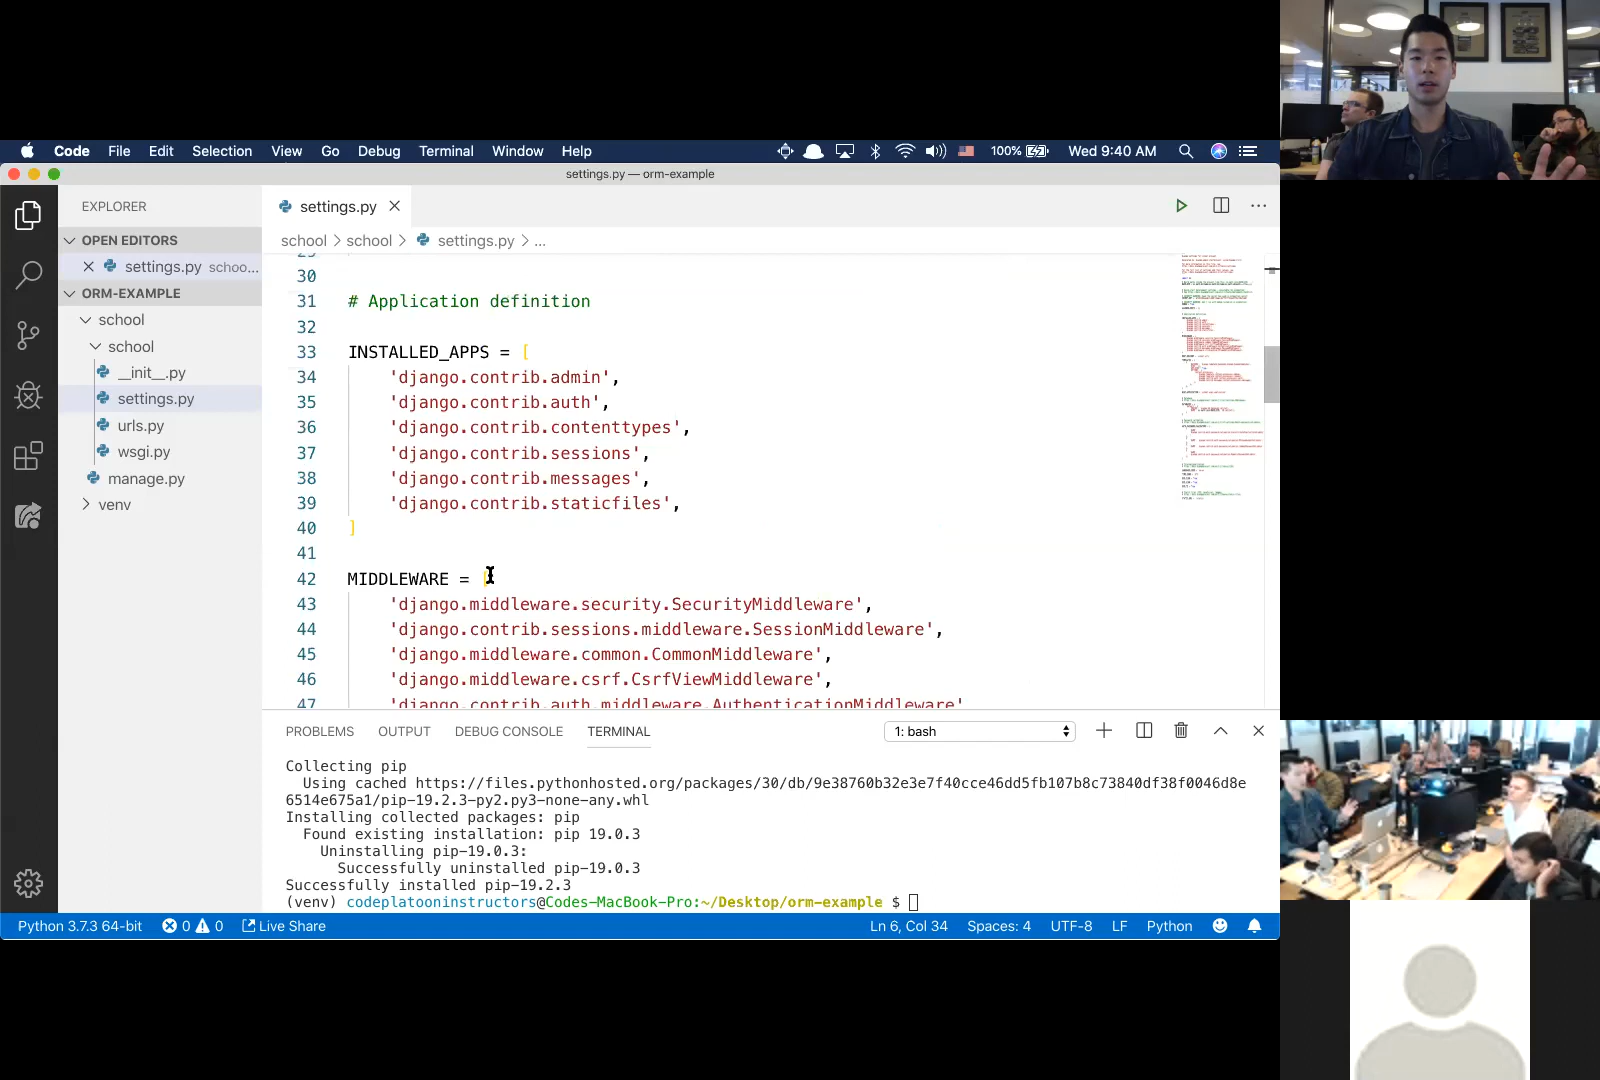 Code File Edit Selection View Go Debug Terminal Window Help 100% Wed 9:40 AM
settings.py — orm-example
EXPLORER
settings.py
OPEN EDITORS
school > school > settings.py > ...
settings.py schoo...
ORM-EXAMPLE
school
school
__init__.py
settings.py
urls.py
wsgi.py
manage.py
venv
30
31 # Application definition
32
33 INSTALLED_APPS = [
34 'django.contrib.admin',
35 'django.contrib.auth',
36 'django.contrib.contenttypes',
37 'django.contrib.sessions',
38 'django.contrib.messages',
39 'django.contrib.staticfiles',
40 ]
41
42 MIDDLEWARE = [
43 'django.middleware.security.SecurityMiddleware',
44 'django.contrib.sessions.middleware.SessionMiddleware',
45 'django.middleware.common.CommonMiddleware',
46 'django.middleware.csrf.CsrfViewMiddleware',
47 'django.contrib.auth.middleware.AuthenticationMiddleware'
PROBLEMS OUTPUT DEBUG CONSOLE TERMINAL 1: bash
Collecting pip
Using cached https://files.pythonhosted.org/packages/30/db/9e38760b32e3e7f40cce46dd5fb107b8c73840df38f0046d8e
6514e675a1/pip-19.2.3-py2.py3-none-any.whl
Installing collected packages: pip
Found existing installation: pip 19.0.3
Uninstalling pip-19.0.3:
Successfully uninstalled pip-19.0.3
Successfully installed pip-19.2.3
(venv) codeplatooninstructors@Codes-MacBook-Pro:~/Desktop/orm-example $
Python 3.7.3 64-bit 0 0 Live Share Ln 6, Col 34 Spaces: 4 UTF-8 LF Python